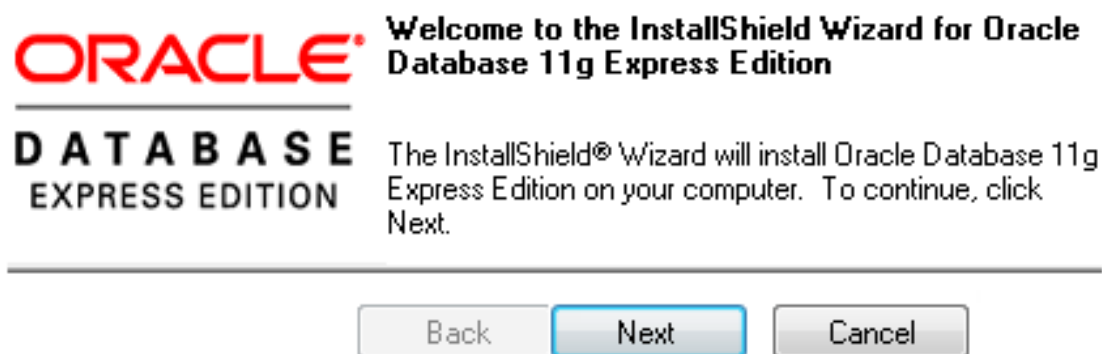 ORACLE
DATABASE
EXPRESS EDITION
Welcome to the InstallShield Wizard for Oracle
Database 11g Express Edition
The InstallShield® Wizard will install Oracle Database 11g
Express Edition on your computer. To continue, click
Next.
Back
Next
Cancel